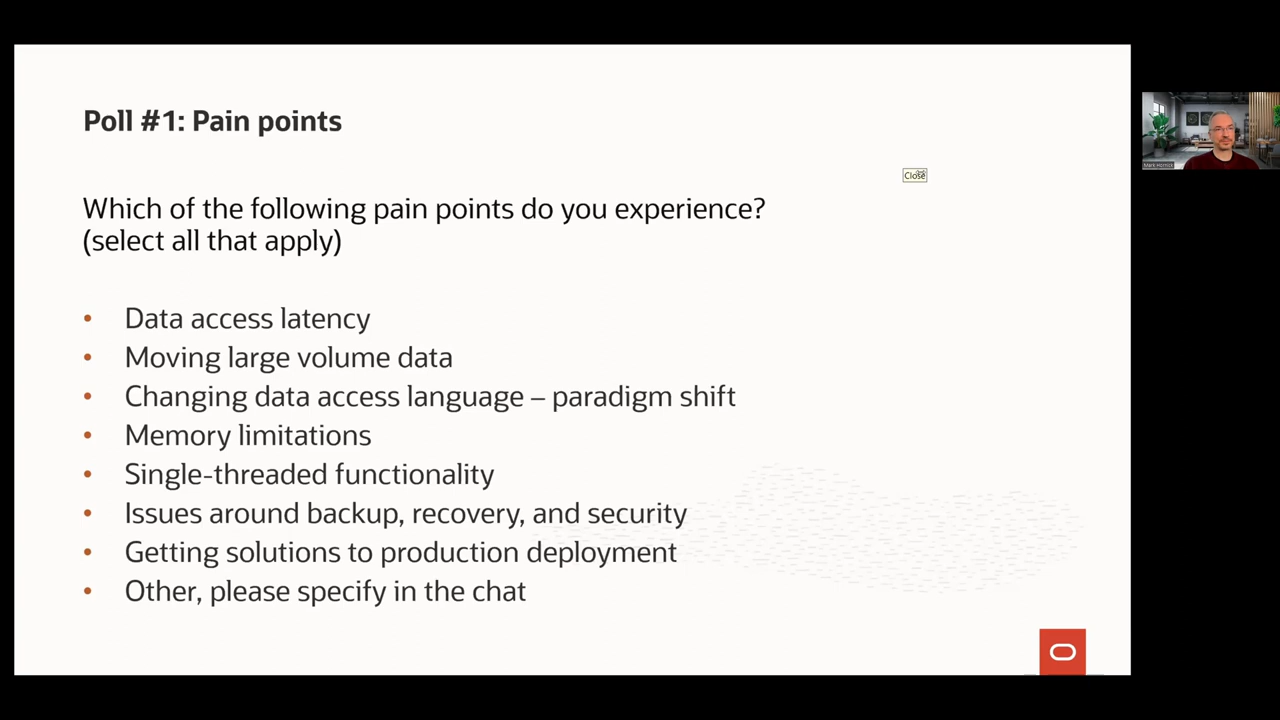 Poll #1: Pain points
Close
Which of the following pain points do you experience?
(select all that apply)
• Data access latency
• Moving large volume data
• Changing data access language – paradigm shift
• Memory limitations
• Single-threaded functionality
• Issues around backup, recovery, and security
• Getting solutions to production deployment
• Other, please specify in the chat